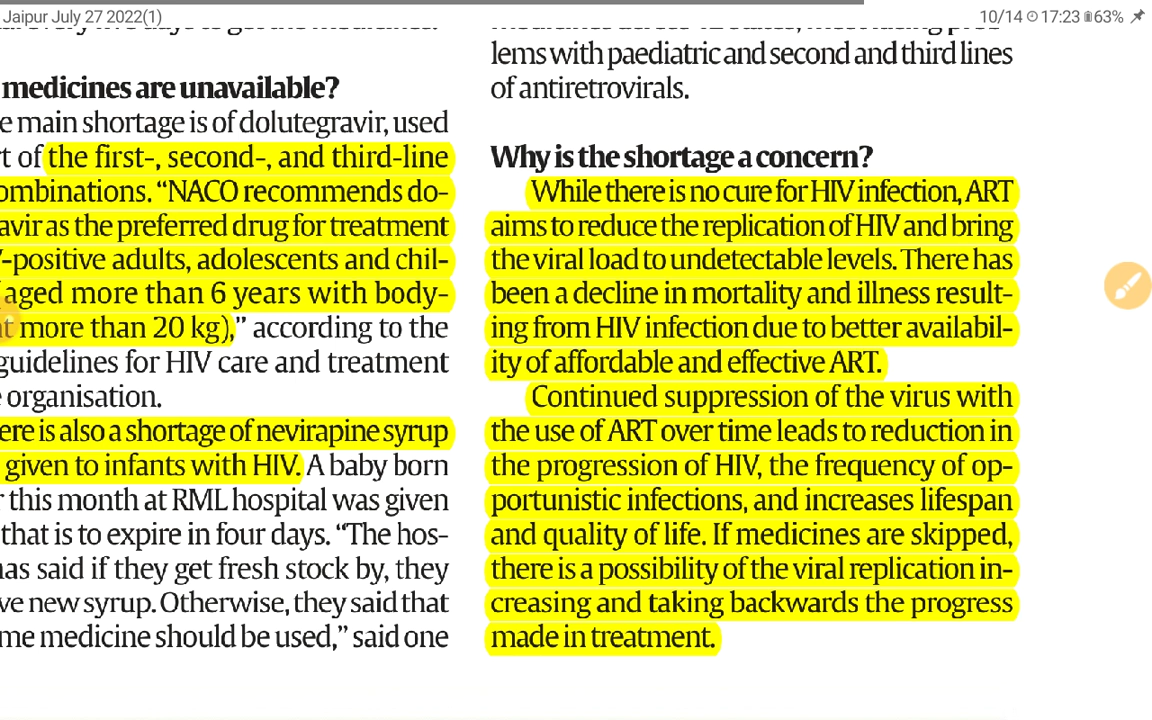 Jaipur July 27 2022(1)
10/14 17:23 63%
medicines are unavailable?
e main shortage is of dolutegravir, used
t of the first-, second-, and third-line
ombinations. “NACO recommends do-
avir as the preferred drug for treatment
-positive adults, adolescents and chil-
aged more than 6 years with body-
t more than 20 kg),” according to the
guidelines for HIV care and treatment
e organisation.
ere is also a shortage of nevirapine syrup
given to infants with HIV. A baby born
r this month at RML hospital was given
that is to expire in four days. “The hos-
has said if they get fresh stock by, they
ve new syrup. Otherwise, they said that
me medicine should be used,” said one
lems with paediatric and second and third lines
of antiretrovirals.
Why is the shortage a concern?
While there is no cure for HIV infection, ART
aims to reduce the replication of HIV and bring
the viral load to undetectable levels. There has
been a decline in mortality and illness result-
ing from HIV infection due to better availabil-
ity of affordable and effective ART.
Continued suppression of the virus with
the use of ART over time leads to reduction in
the progression of HIV, the frequency of op-
portunistic infections, and increases lifespan
and quality of life. If medicines are skipped,
there is a possibility of the viral replication in-
creasing and taking backwards the progress
made in treatment.